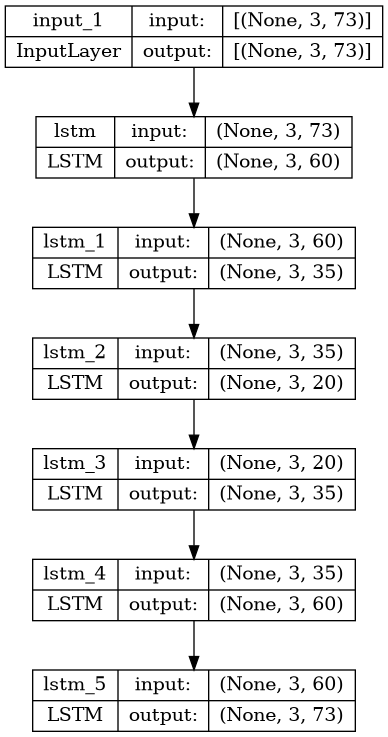 input_1 input: [(None, 3, 73)]
InputLayer output: [(None, 3, 73)]
lstm input: (None, 3, 73)
LSTM output: (None, 3, 60)
lstm_1 input: (None, 3, 60)
LSTM output: (None, 3, 35)
lstm_2 input: (None, 3, 35)
LSTM output: (None, 3, 20)
lstm_3 input: (None, 3, 20)
LSTM output: (None, 3, 35)
lstm_4 input: (None, 3, 35)
LSTM output: (None, 3, 60)
lstm_5 input: (None, 3, 60)
LSTM output: (None, 3, 73)